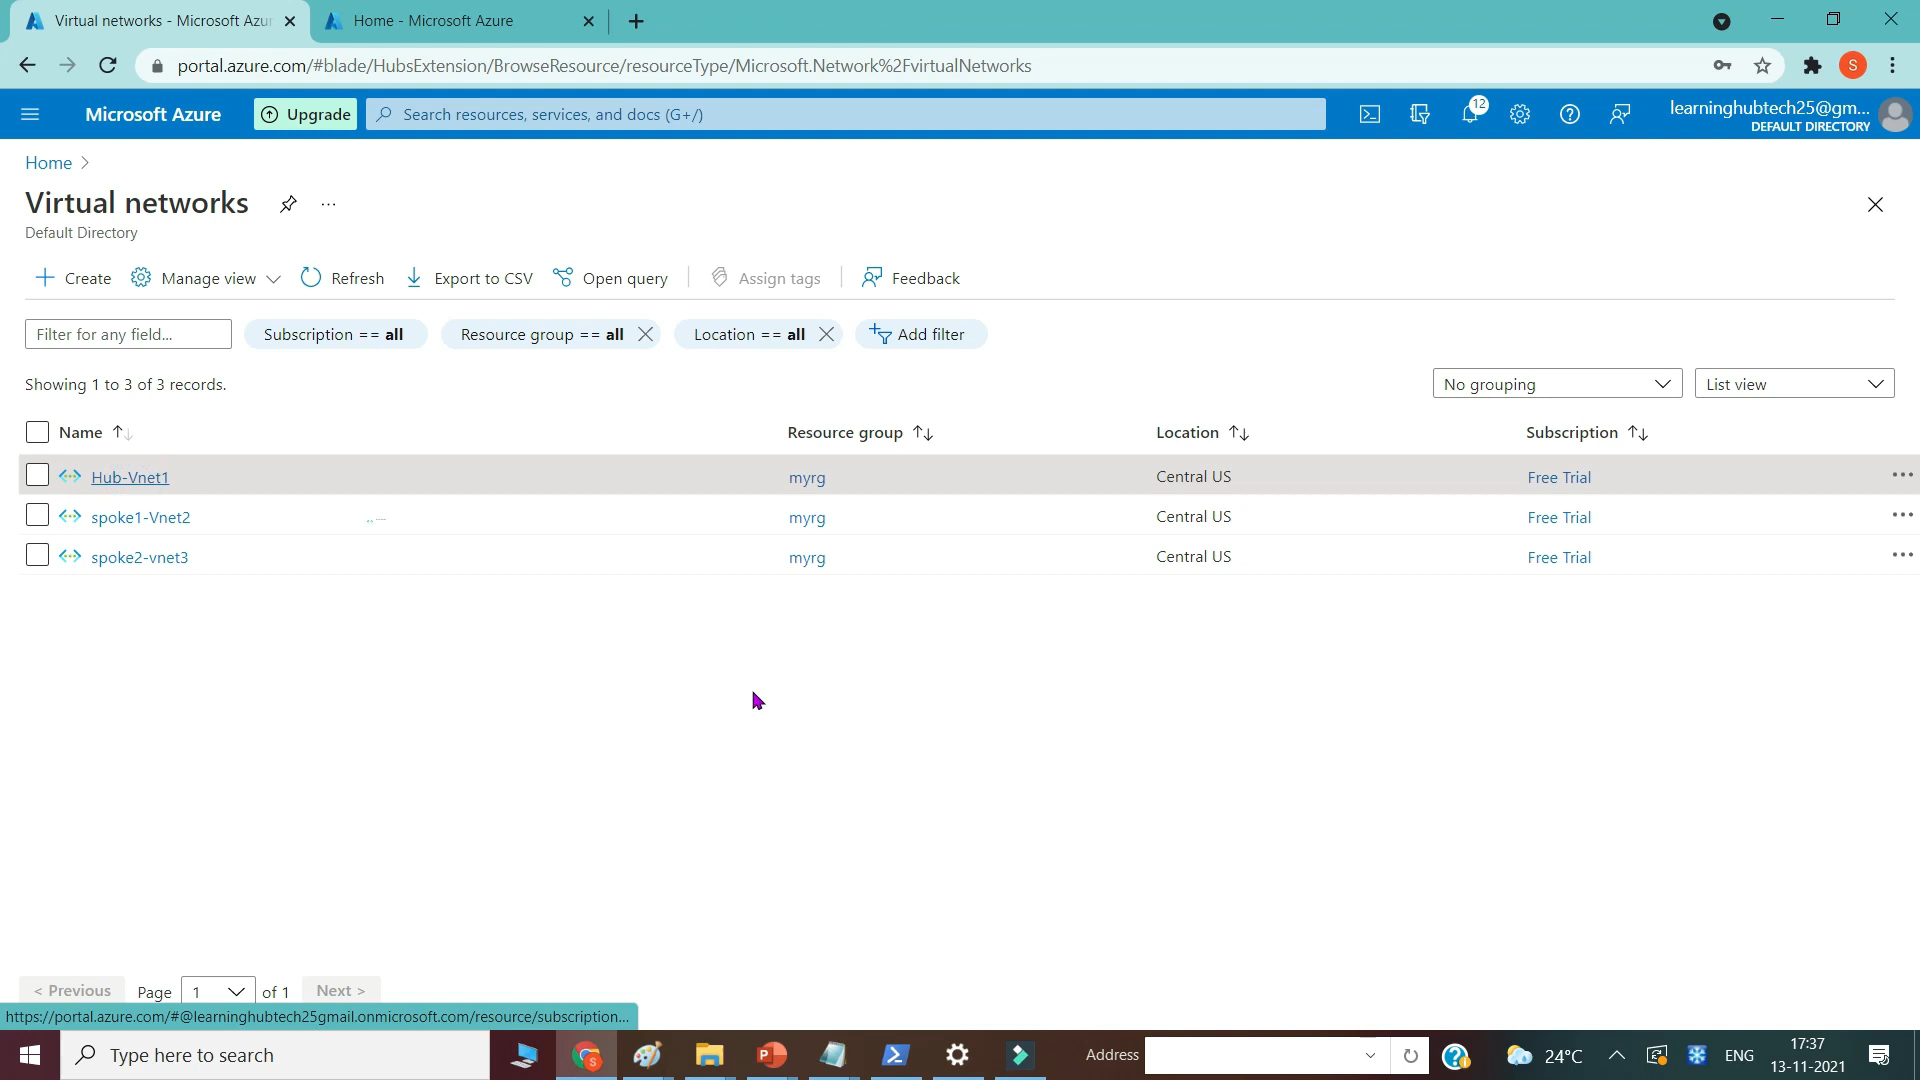 Virtual networks - Microsoft Azur
Home - Microsoft Azure
portal.azure.com/#blade/HubsExtension/BrowseResource/resourceType/Microsoft.Network%2FvirtualNetworks
S
Microsoft Azure
Upgrade
Search resources, services, and docs (G+/)
12
learninghubtech25@gm...
DEFAULT DIRECTORY
Home >
Virtual networks
...
Default Directory
Create
Manage view
Refresh
Export to CSV
Open query
Assign tags
Feedback
Filter for any field...
Subscription == all
Resource group == all
Location == all
Add filter
Showing 1 to 3 of 3 records.
No grouping
List view
Name
Resource group
Location
Subscription
Hub-Vnet1 myrg Central US Free Trial
spoke1-Vnet2 myrg Central US Free Trial
spoke2-vnet3 myrg Central US Free Trial
< Previous
Page 1 of 1
Next >
https://portal.azure.com/#@learninghubtech25gmail.onmicrosoft.com/resource/subscription...
Type here to search
Address
24°C
ENG
17:37
13-11-2021